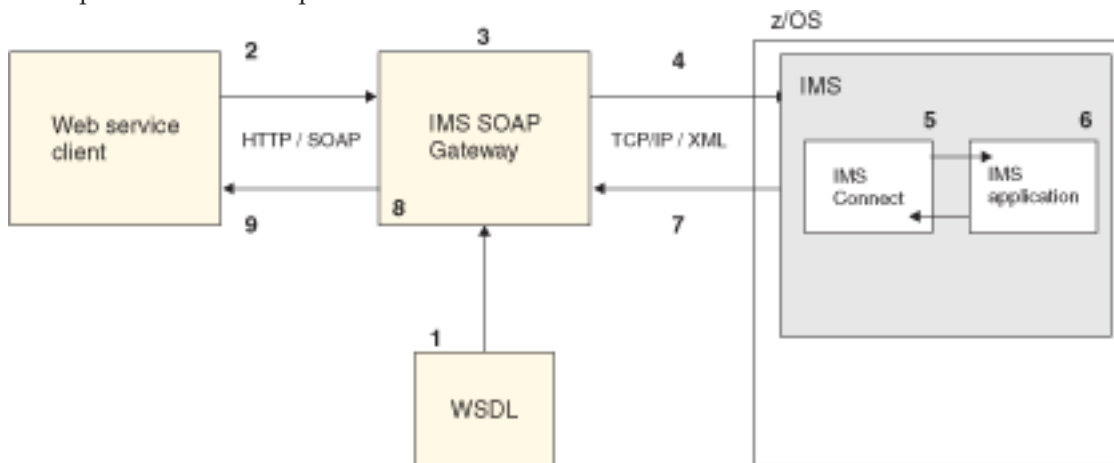 z/OS
2
3
4
IMS
Web service
client
HTTP / SOAP
IMS SOAP
Gateway
TCP/IP / XML
5
6
IMS
Connect
IMS
application
9
8
7
1
WSDL